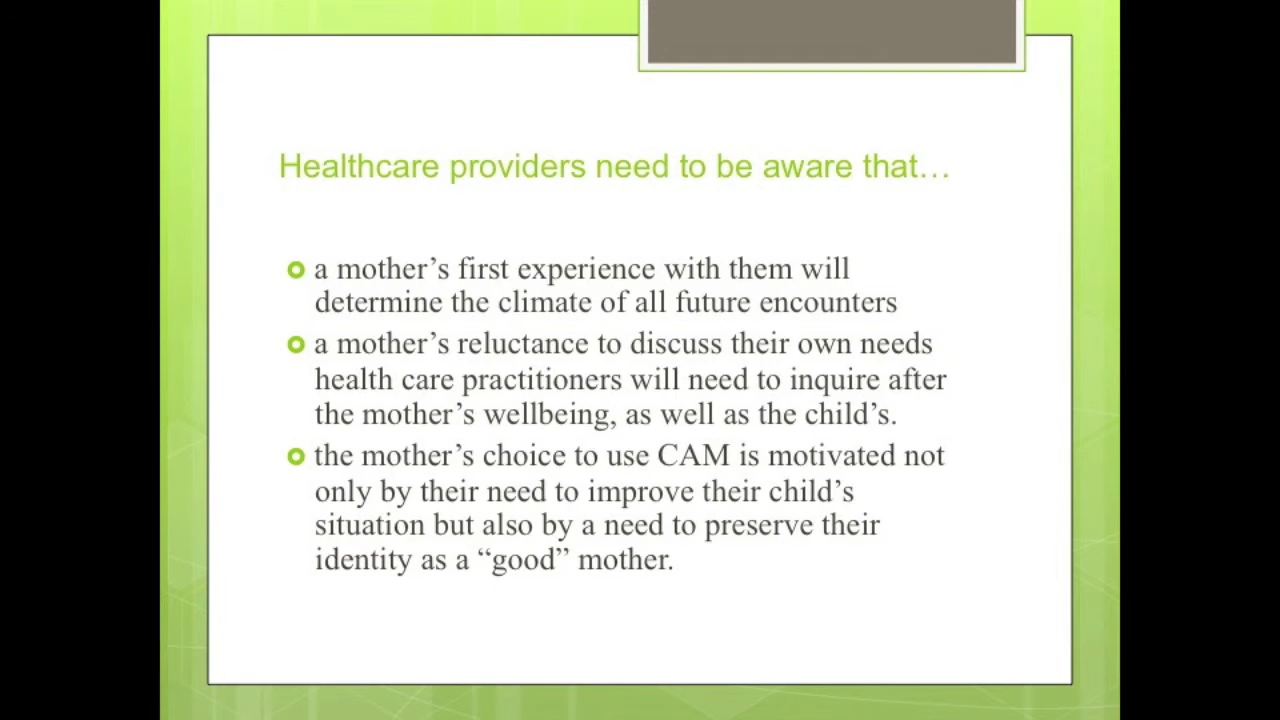 Healthcare providers need to be aware that…
a mother’s first experience with them will
determine the climate of all future encounters
a mother’s reluctance to discuss their own needs
health care practitioners will need to inquire after
the mother’s wellbeing, as well as the child’s.
the mother’s choice to use CAM is motivated not
only by their need to improve their child’s
situation but also by a need to preserve their
identity as a “good” mother.